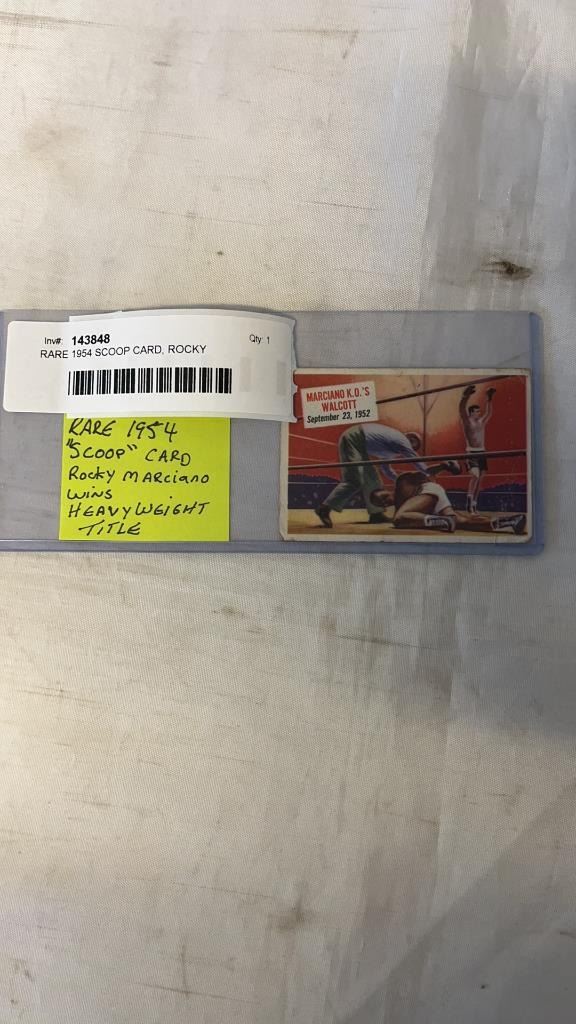 Inv#: 143848 Qty: 1
RARE 1954 SCOOP CARD, ROCKY
RARE 1954
"SCOOP" CARD
Rocky MARCiANO
WiNS
HEAVYWEIGHT
TITLE
MARCIANO K.O.'S
WALCOTT
September 23, 1952